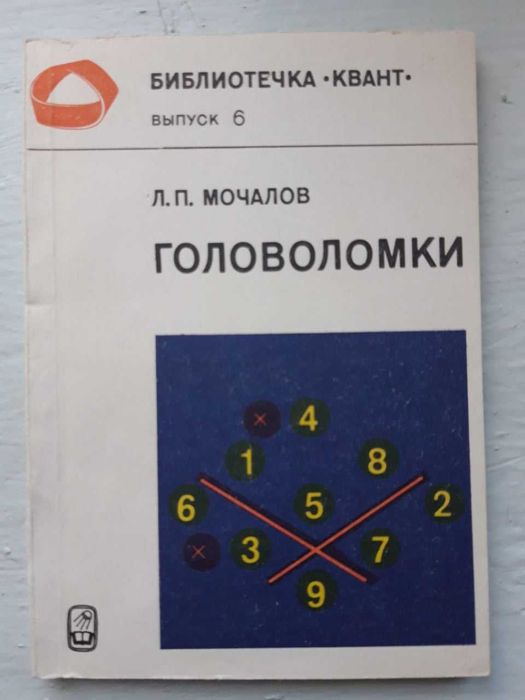 БИБЛИОТЕЧКА ·КВАНТ·
ВЫПУСК 6
Л.П. МОЧАЛОВ
ГОЛОВОЛОМКИ
× 4
1 8
6 5 2
× 3 7
9